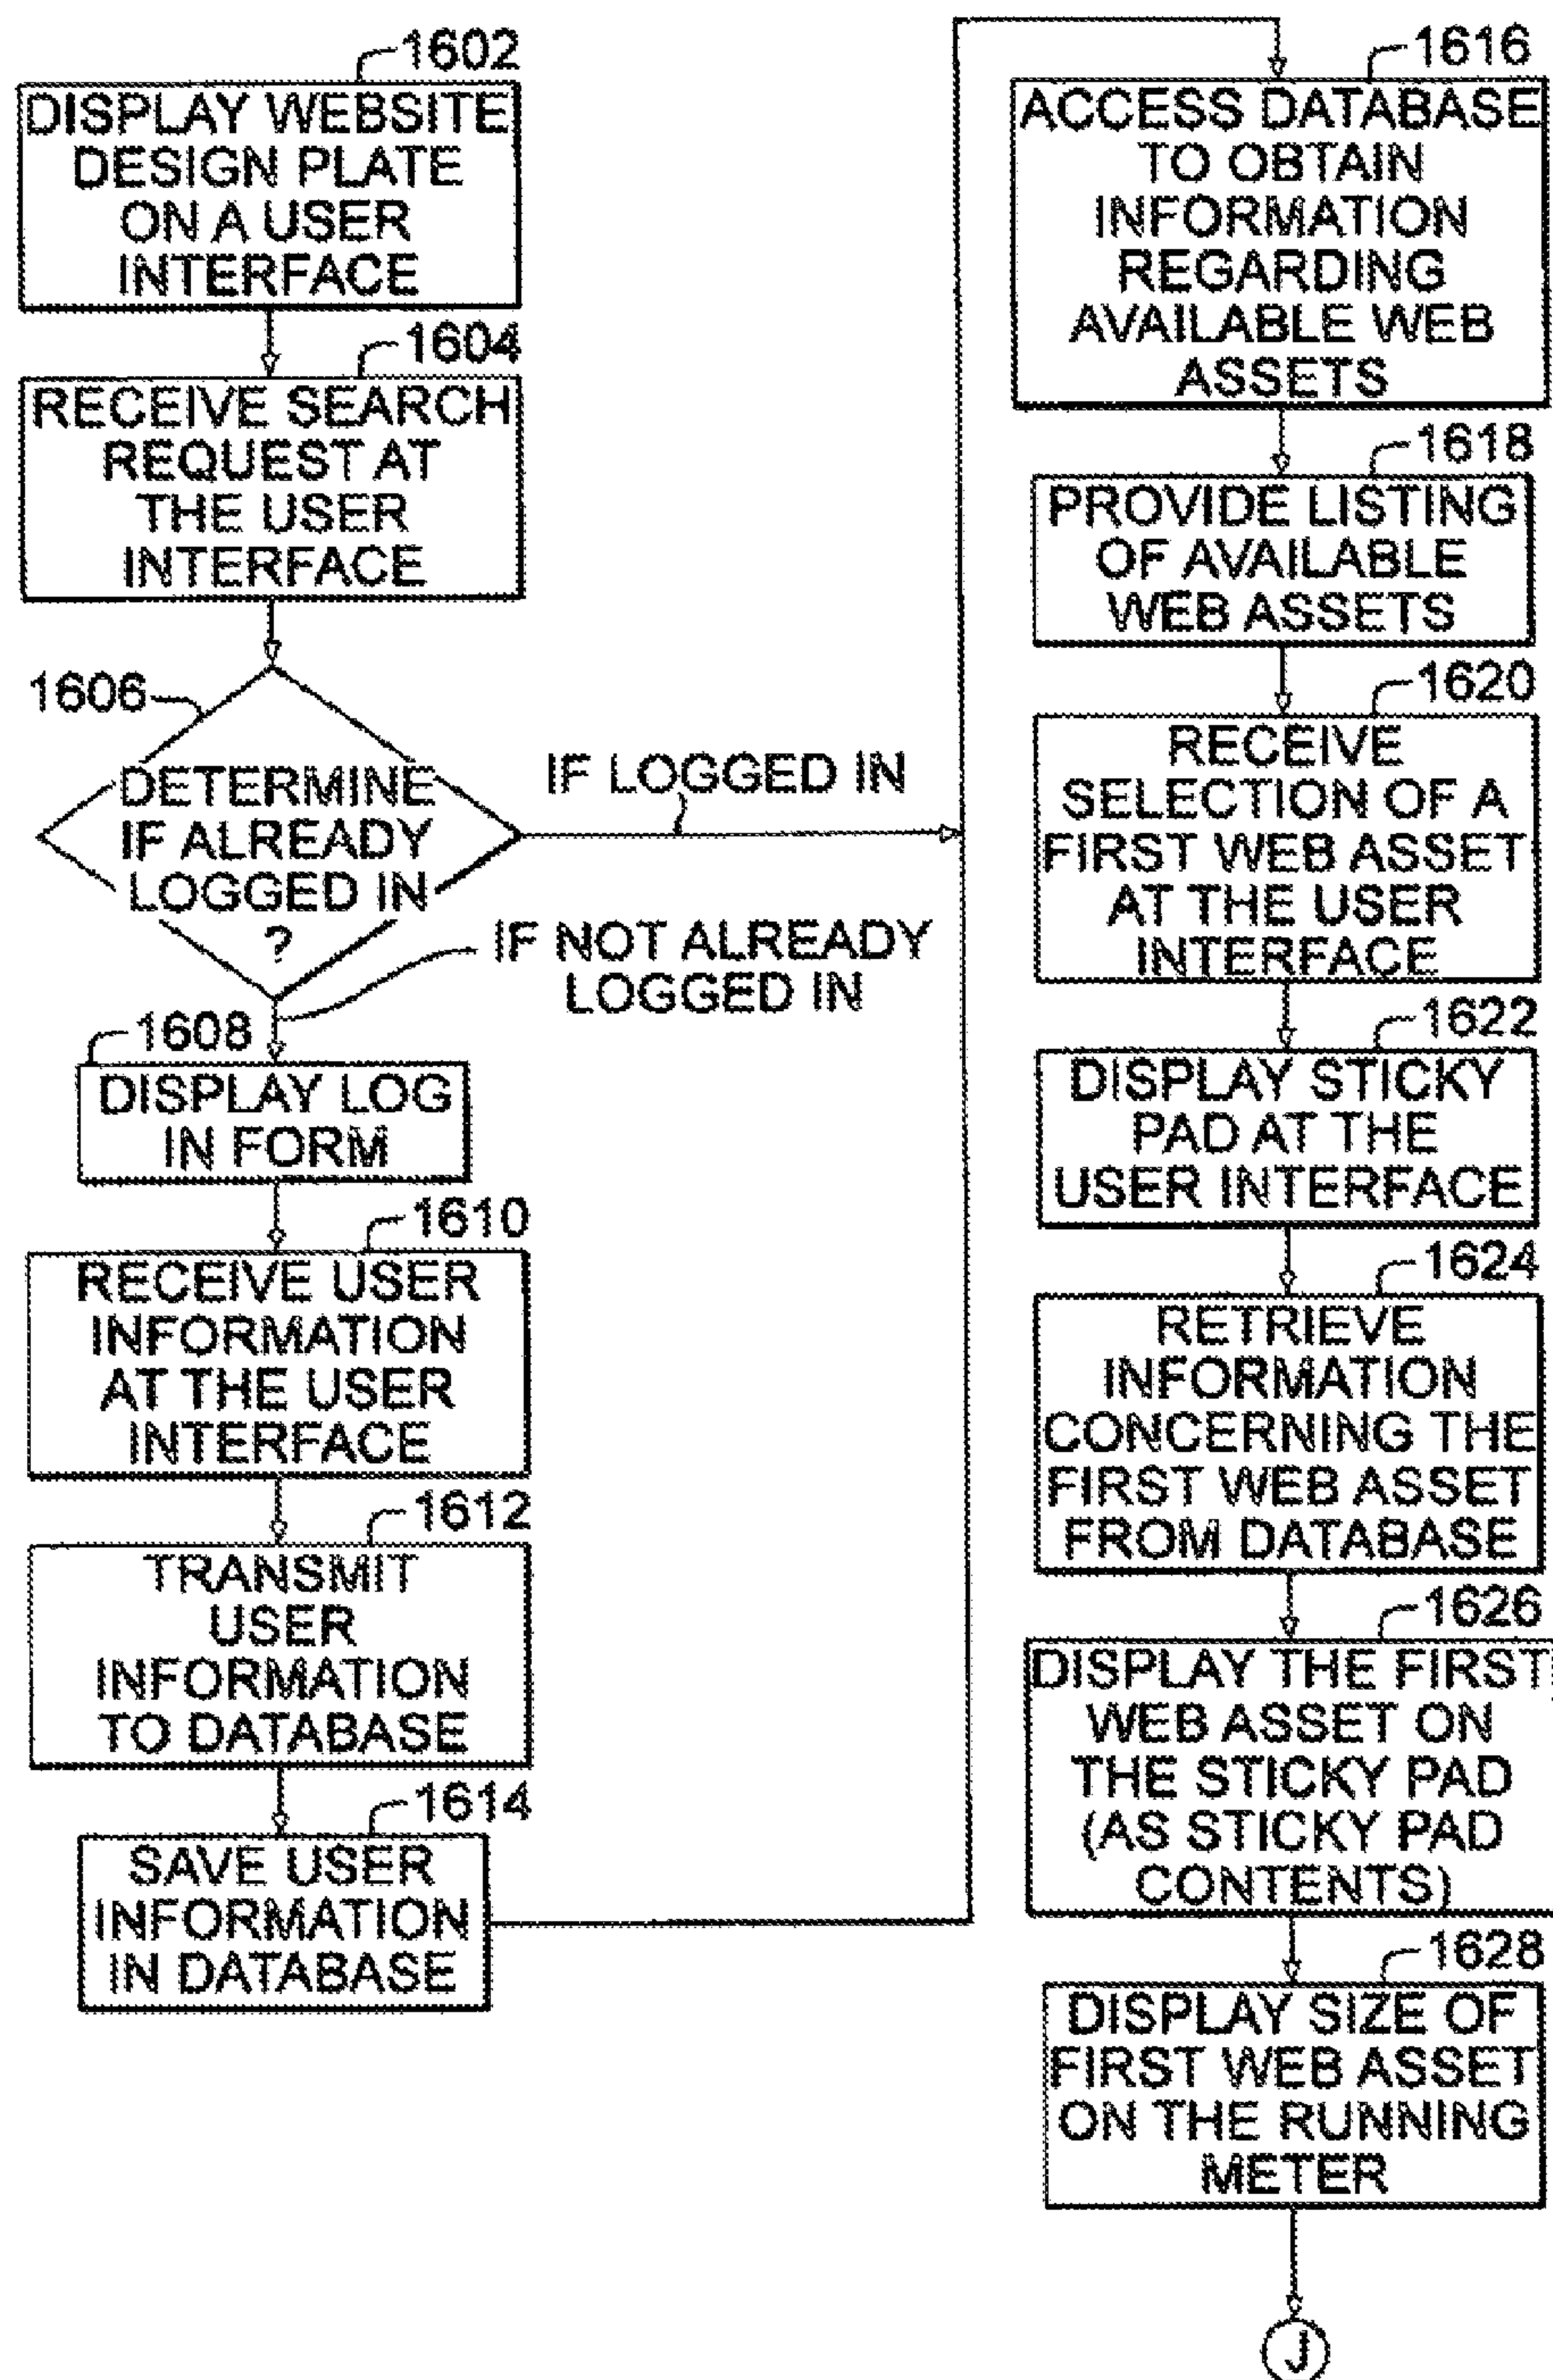 1602
DISPLAY WEBSITE
DESIGN PLATE
ON A USER
INTERFACE
1604
RECEIVE SEARCH
REQUEST AT
THE USER
INTERFACE
1606
DETERMINE
IF ALREADY
LOGGED IN
?
IF LOGGED IN
IF NOT ALREADY
LOGGED IN
1608
DISPLAY LOG
IN FORM
1610
RECEIVE USER
INFORMATION
AT THE USER
INTERFACE
1612
TRANSMIT
USER
INFORMATION
TO DATABASE
1614
SAVE USER
INFORMATION
IN DATABASE
1616
ACCESS DATABASE
TO OBTAIN
INFORMATION
REGARDING
AVAILABLE WEB
ASSETS
1618
PROVIDE LISTING
OF AVAILABLE
WEB ASSETS
1620
RECEIVE
SELECTION OF A
FIRST WEB ASSET
AT THE USER
INTERFACE
1622
DISPLAY STICKY
PAD AT THE
USER INTERFACE
1624
RETRIEVE
INFORMATION
CONCERNING THE
FIRST WEB ASSET
FROM DATABASE
1626
DISPLAY THE FIRST
WEB ASSET ON
THE STICKY PAD
(AS STICKY PAD
CONTENTS)
1628
DISPLAY SIZE OF
FIRST WEB ASSET
ON THE RUNNING
METER
J